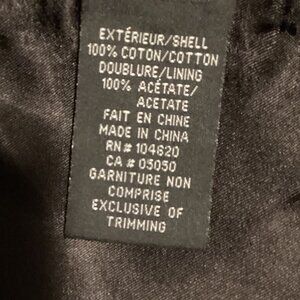 EXTÉRIEUR/SHELL
100% COTON/COTTON
DOUBLURE/LINING
100% ACÉTATE/
ACETATE
FAIT EN CHINE
MADE IN CHINA
RN# 104620
CA # 05050
GARNITURE NON
COMPRISE
EXCLUSIVE OF
TRIMMING